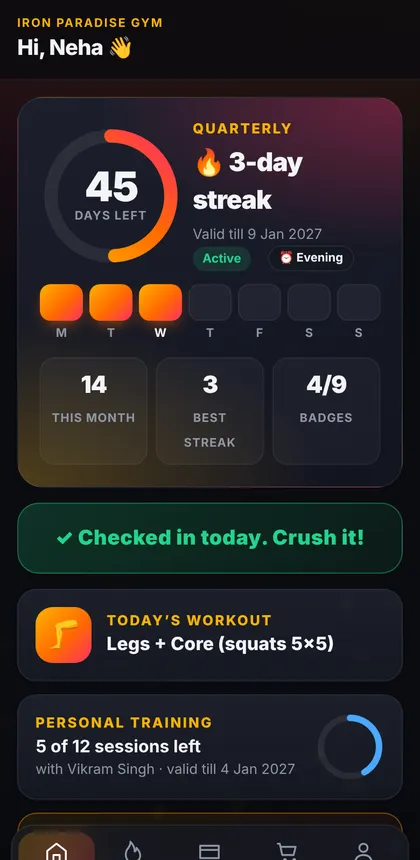 IRON PARADISE GYM
Hi, Neha 👋
QUARTERLY
🔥 3-day
streak
45
DAYS LEFT
Valid till 9 Jan 2027
Active
⏰ Evening
M T W T F S S
14
THIS MONTH
3
BEST
STREAK
4/9
BADGES
✓ Checked in today. Crush it!
TODAY’S WORKOUT
Legs + Core (squats 5×5)
PERSONAL TRAINING
5 of 12 sessions left
with Vikram Singh · valid till 4 Jan 2027